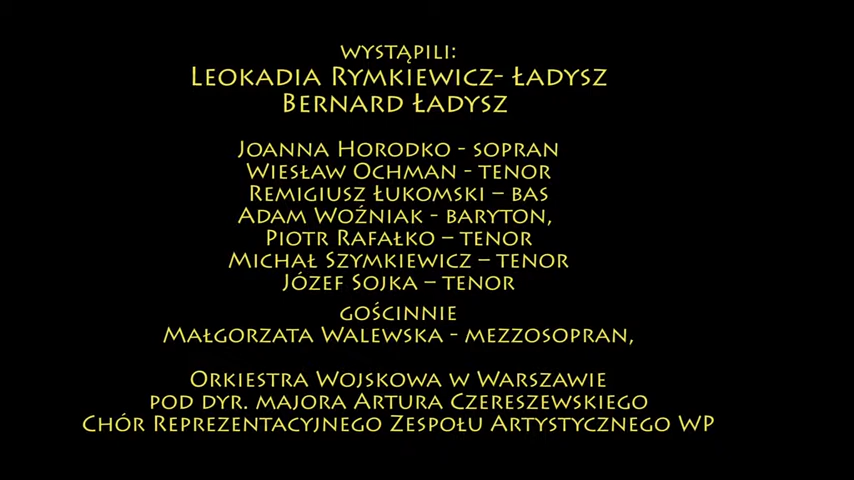 WYSTĄPILI:
LEOKADIA RYMKIEWICZ- ŁADYSZ
BERNARD ŁADYSZ
JOANNA HORODKO - SOPRAN
WIESŁAW OCHMAN - TENOR
REMIGIUSZ ŁUKOMSKI – BAS
ADAM WOŹNIAK - BARYTON,
PIOTR RAFAŁKO – TENOR
MICHAŁ SZYMKIEWICZ – TENOR
JÓZEF SOJKA – TENOR
GOŚCINNIE
MAŁGORZATA WALEWSKA - MEZZOSOPRAN,
ORKIESTRA WOJSKOWA W WARSZAWIE
POD DYR. MAJORA ARTURA CZERESZEWSKIEGO
CHÓR REPREZENTACYJNEGO ZESPOŁU ARTYSTYCZNEGO WP